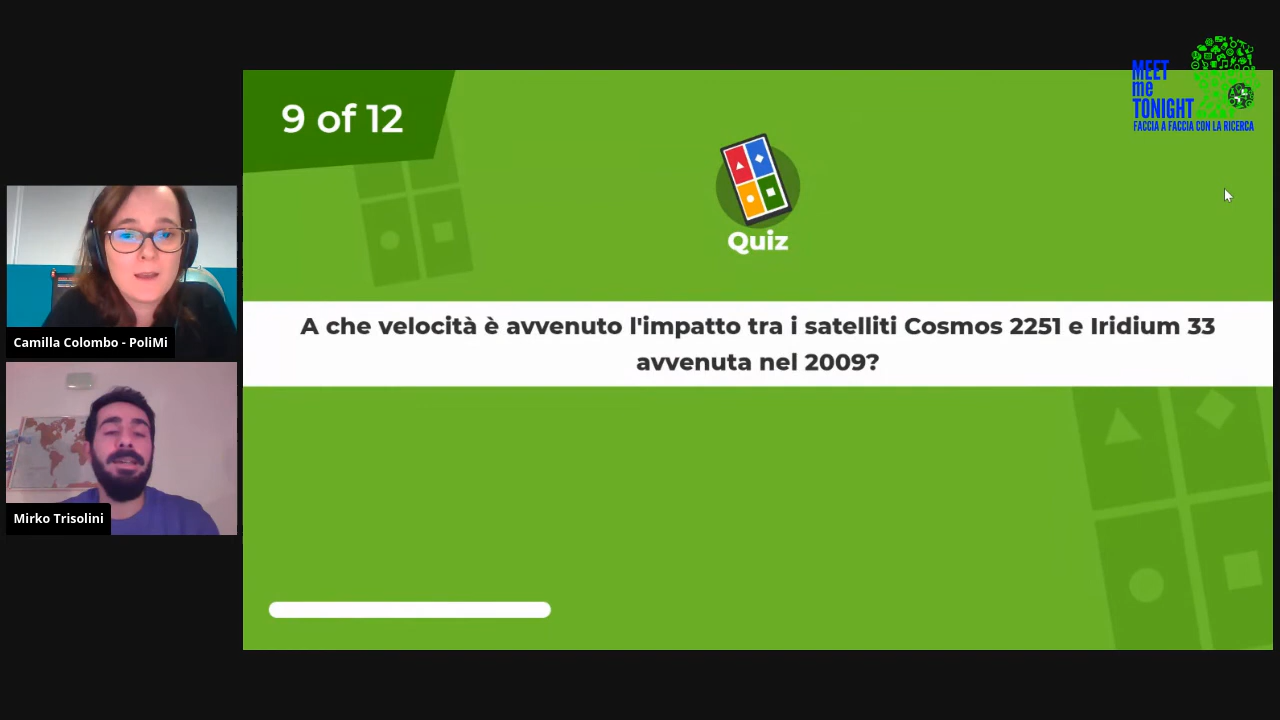 MEET
me
TONIGHT
FACCIA A FACCIA CON LA RICERCA
9 of 12
Quiz
A che velocità è avvenuto l'impatto tra i satelliti Cosmos 2251 e Iridium 33
avvenuta nel 2009?
Camilla Colombo - PoliMi
Mirko Trisolini